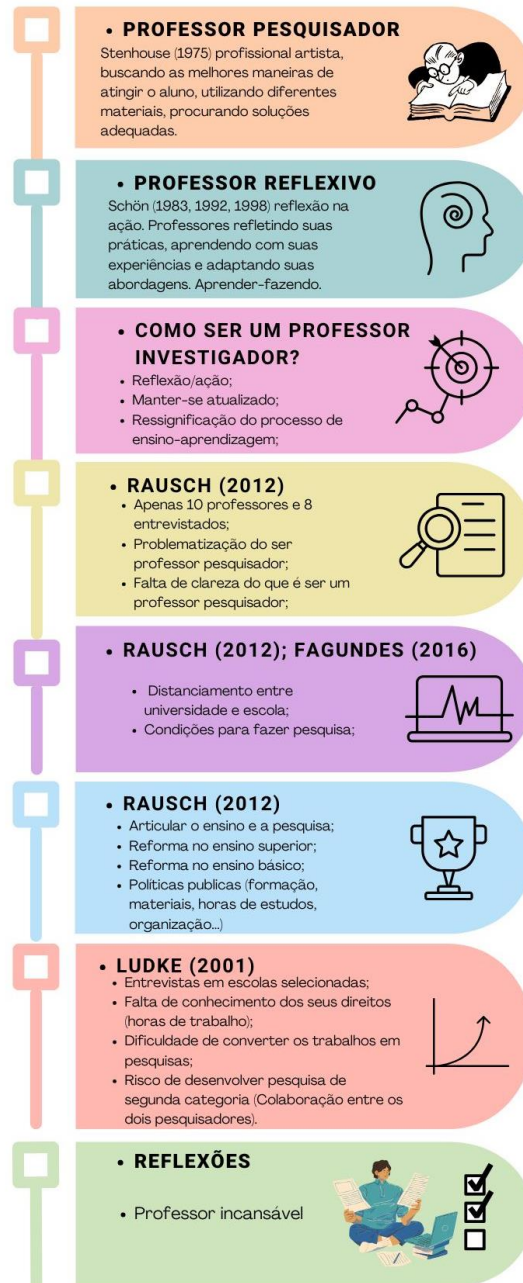 • PROFESSOR PESQUISADOR
Stenhouse (1975) profissional artista,
buscando as melhores maneiras de
atingir o aluno, utilizando diferentes
materiais, procurando soluções
adequadas.
• PROFESSOR REFLEXIVO
Schön (1983, 1992, 1998) reflexão na
ação. Professores refletindo suas
práticas, aprendendo com suas
experiências e adaptando suas
abordagens. Aprender-fazendo.
• COMO SER UM PROFESSOR
INVESTIGADOR?
• Reflexão/ação;
• Manter-se atualizado;
• Ressignificação do processo de
ensino-aprendizagem;
• RAUSCH (2012)
• Apenas 10 professores e 8
entrevistados;
• Problematização do ser
professor pesquisador;
• Falta de clareza do que é ser um
professor pesquisador;
• RAUSCH (2012); FAGUNDES (2016)
• Distanciamento entre
universidade e escola;
• Condições para fazer pesquisa;
• RAUSCH (2012)
• Articular o ensino e a pesquisa;
• Reforma no ensino superior;
• Reforma no ensino básico;
• Políticas publicas (formação,
materiais, horas de estudos,
organização...)
• LUDKE (2001)
• Entrevistas em escolas selecionadas;
• Falta de conhecimento dos seus direitos
(horas de trabalho);
• Dificuldade de converter os trabalhos em
pesquisas;
• Risco de desenvolver pesquisa de
segunda categoria (Colaboração entre os
dois pesquisadores).
• REFLEXÕES
• Professor incansável